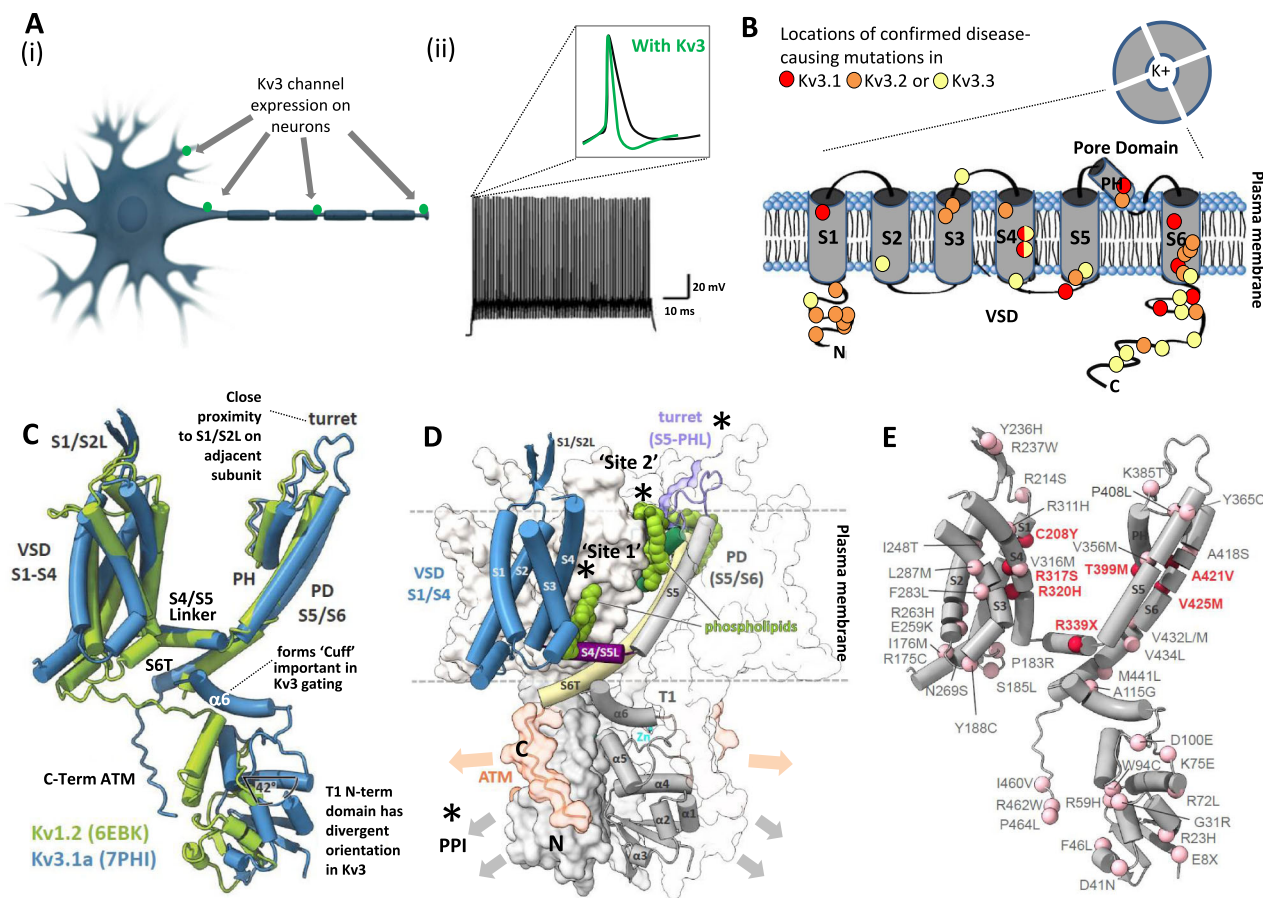 A
(i)
Kv3 channel
expression on
neurons
(ii)
With Kv3
20 mV
10 ms
B
Locations of confirmed disease-
causing mutations in
Kv3.1 Kv3.2 or Kv3.3
K+
Pore Domain
PH
S1
S2
S3
S4
S5
S6
VSD
N
C
Plasma membrane
C
S1/S2L
Close
proximity
to S1/S2L on
adjacent
subunit
turret
VSD
S1-S4
PH
PD
S5/S6
S4/S5
Linker
S6T
forms ‘Cuff’
important in
Kv3 gating
α6
C-Term ATM
42°
T1 N-term
domain has
divergent
orientation
in Kv3
Kv1.2 (6EBK)
Kv3.1a (7PHI)
D
S1/S2L
turret
(S5-PHL)
*
‘Site 2’
*
‘Site 1’
*
VSD
S1/S4
S1
S2
S3
S4
S5
PD
(S5/S6)
phospholipids
S4/S5L
S6T
T1
α6
Zn
α5
α4
α2
α1
α3
C
ATM
N
*
PPI
Plasma membrane
E
Y236H
R237W
R214S
R311H
C208Y
V316M
R317S
R320H
I248T
L287M
F283L
R263H
E259K
I176M
R175C
N269S
Y188C
S185L
P183R
S1
S2
S3
S4
K385T
P408L
Y365C
V356M
T399M
A418S
A421V
V425M
R339X
PH
S5
S6
V432L/M
V434L
M441L
A115G
D100E
K75E
W94C
R59H
R72L
G31R
R23H
E8X
F46L
D41N
I460V
R462W
P464L